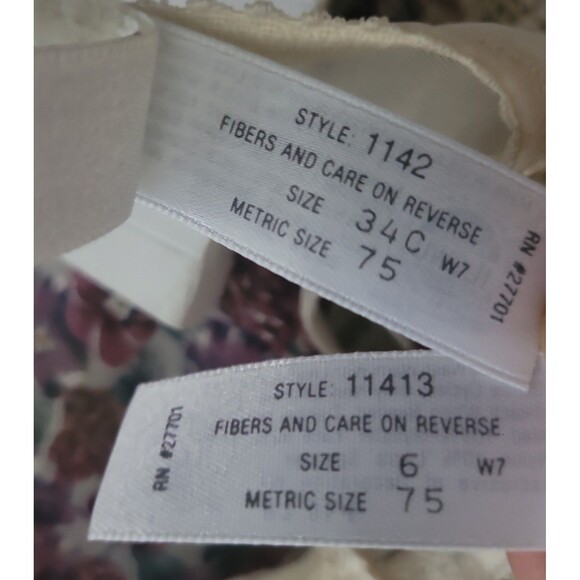 STYLE: 1142
FIBERS AND CARE ON REVERSE
SIZE 34C W7
METRIC SIZE 75
RN #27701
STYLE: 11413
FIBERS AND CARE ON REVERSE
SIZE 6 W7
METRIC SIZE 75
RN #27701